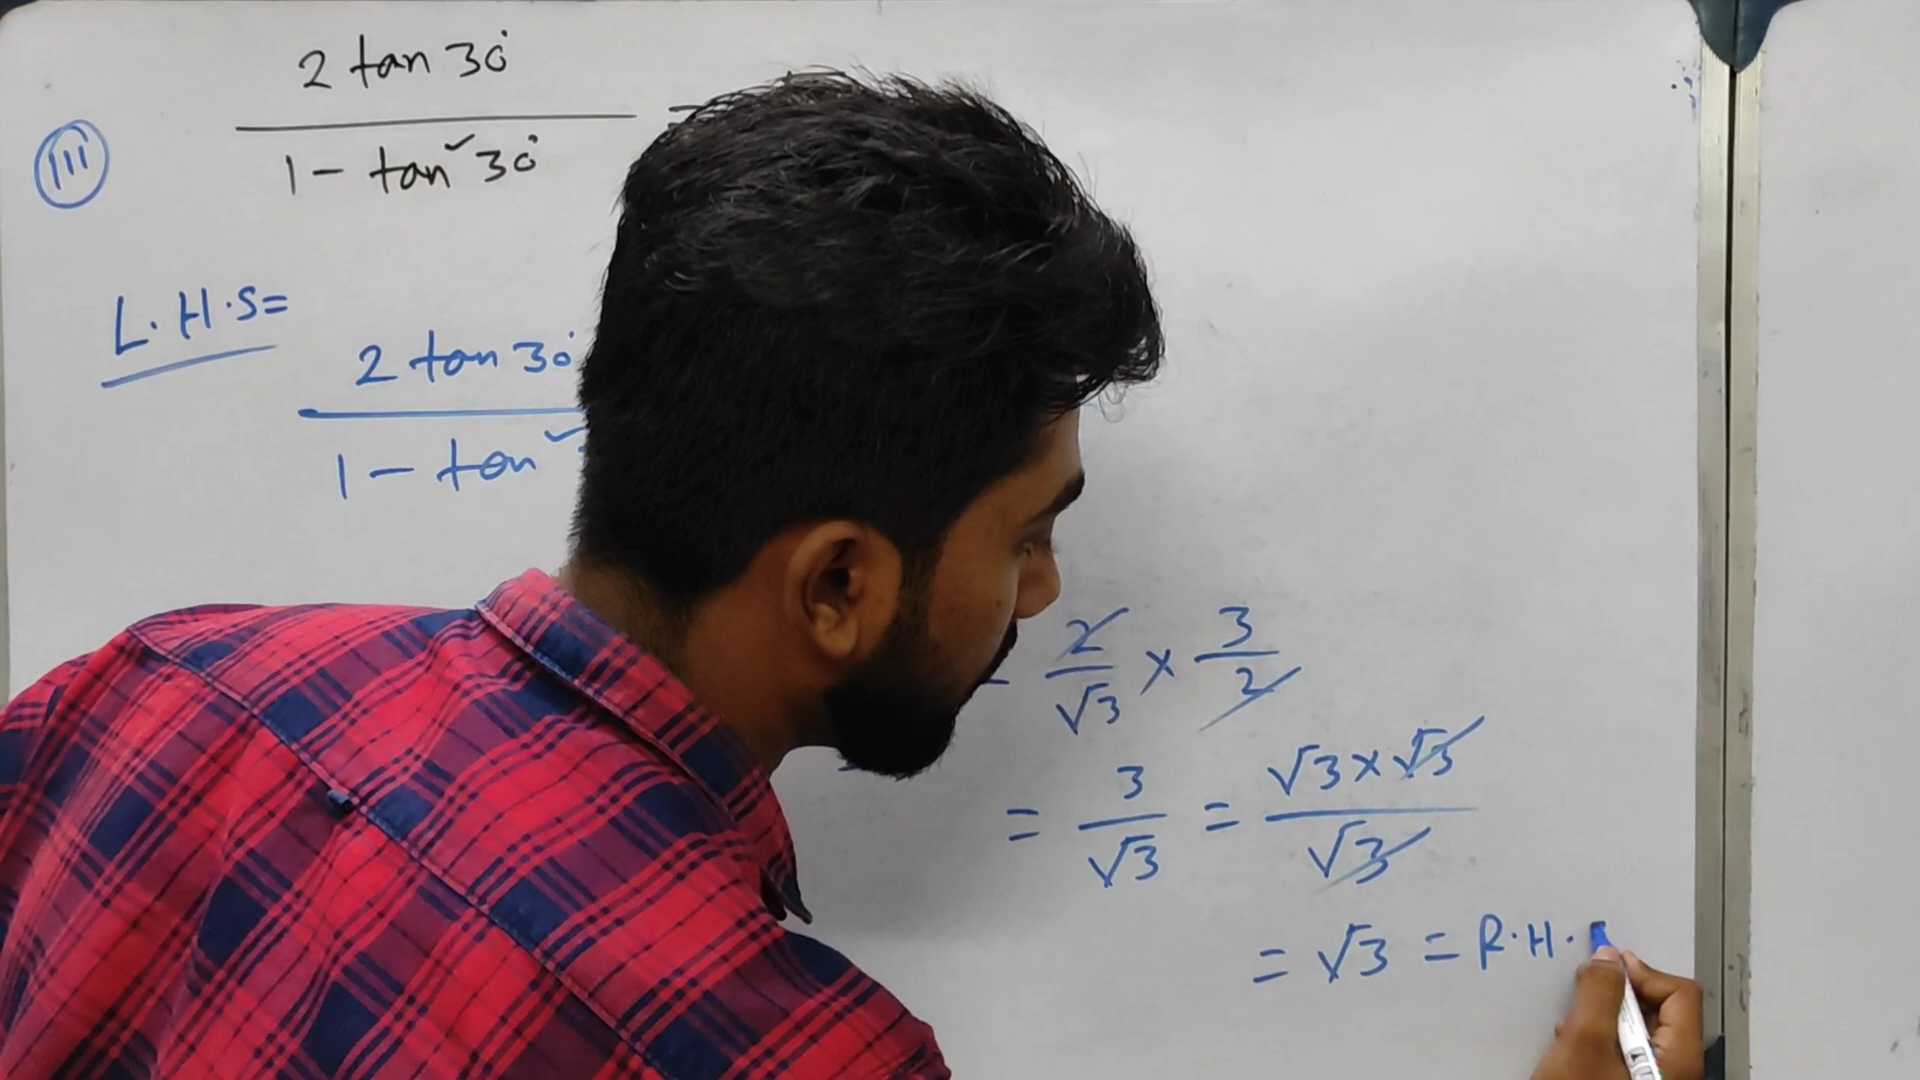 (iii) 2 tan 30° / 1 - tan² 30° =
L.H.S =
2 tan 30° / 1 - tan²
2/√3 × 3/2
= 3/√3 = √3 × √3 / √3
= √3 = R.H.